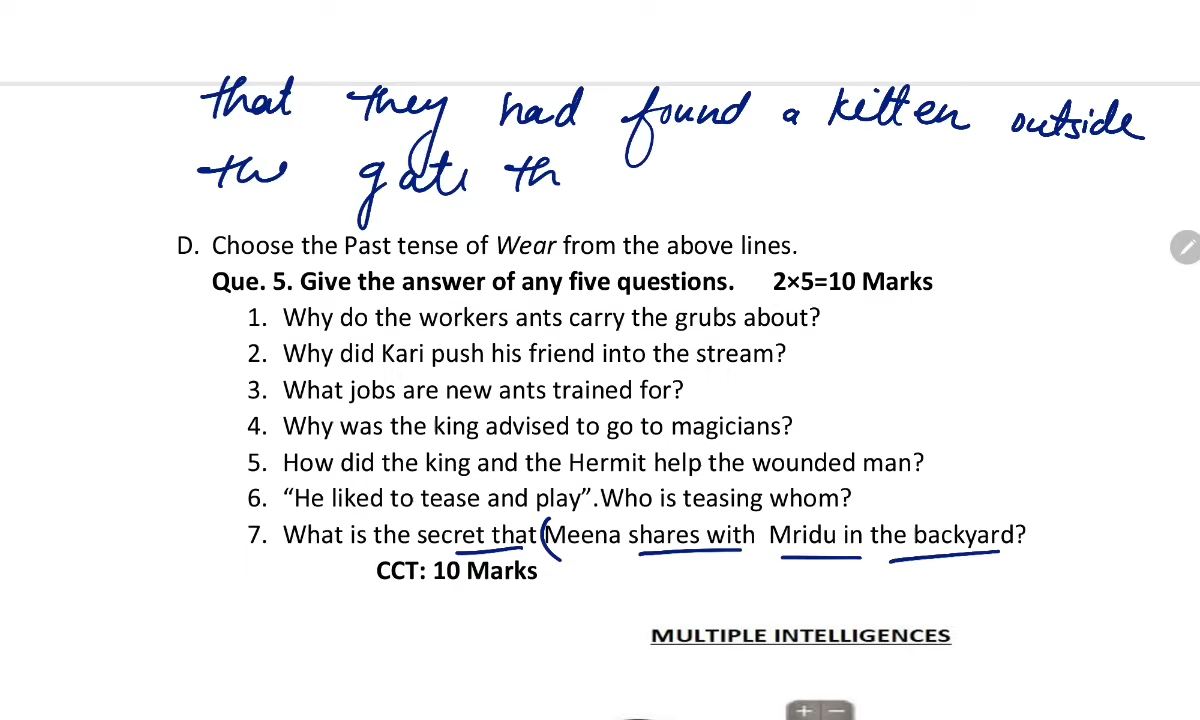 that they had found a kitten outside
the gate th
D. Choose the Past tense of Wear from the above lines.
Que. 5. Give the answer of any five questions. 2×5=10 Marks
1. Why do the workers ants carry the grubs about?
2. Why did Kari push his friend into the stream?
3. What jobs are new ants trained for?
4. Why was the king advised to go to magicians?
5. How did the king and the Hermit help the wounded man?
6. “He liked to tease and play”.Who is teasing whom?
7. What is the secret that (Meena shares with Mridu in the backyard?
CCT: 10 Marks
MULTIPLE INTELLIGENCES